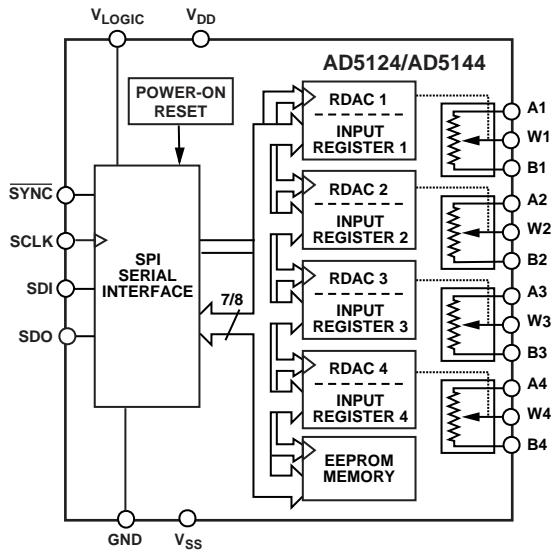 VLOGIC
VDD
AD5124/AD5144
POWER-ON
RESET
RDAC 1
INPUT
REGISTER 1
A1
W1
B1
SYNC
SCLK
SDI
SDO
SPI
SERIAL
INTERFACE
7/8
RDAC 2
INPUT
REGISTER 2
A2
W2
B2
RDAC 3
INPUT
REGISTER 3
A3
W3
B3
RDAC 4
INPUT
REGISTER 4
A4
W4
B4
EEPROM
MEMORY
GND
VSS